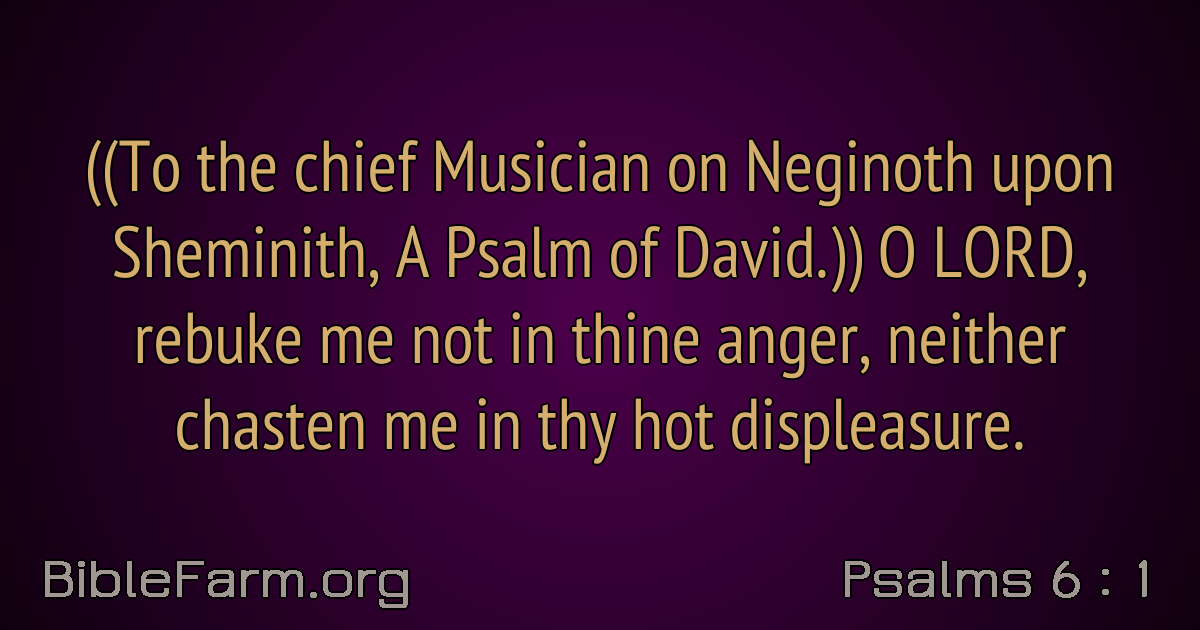 ((To the chief Musician on Neginoth upon
Sheminith, A Psalm of David.)) O LORD,
rebuke me not in thine anger, neither
chasten me in thy hot displeasure.
BibleFarm.org
Psalms 6 : 1